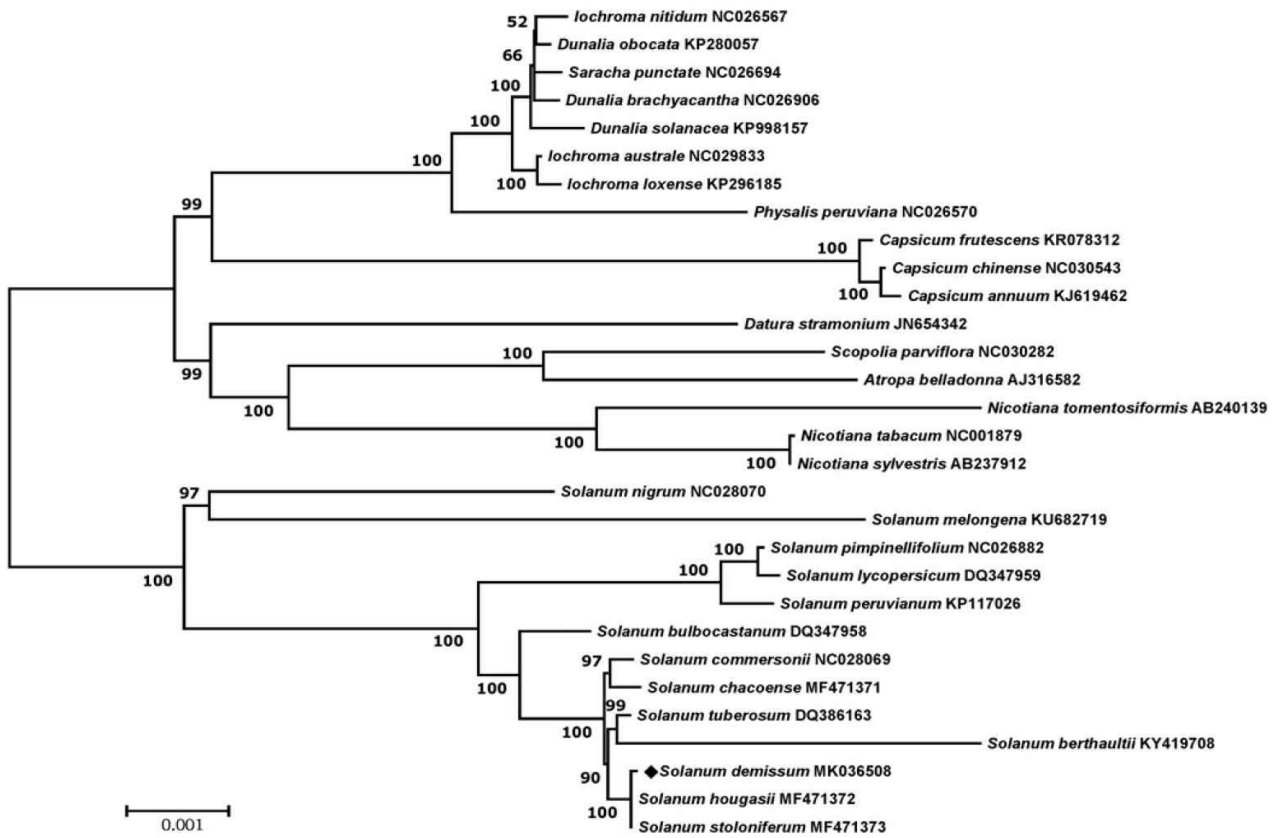 52
Iochroma nitidum NC026567
Dunalia obocata KP280057
66
Saracha punctate NC026694
100
Dunalia brachyacantha NC026906
100
Dunalia solanacea KP998157
100
Iochroma australe NC029833
100
Iochroma loxense KP296185
99
Physalis peruviana NC026570
100
Capsicum frutescens KR078312
Capsicum chinense NC030543
100
Capsicum annuum KJ619462
Datura stramonium JN654342
100
Scopolia parviflora NC030282
99
Atropa belladonna AJ316582
100
Nicotiana tomentosiformis AB240139
100
Nicotiana tabacum NC001879
100
Nicotiana sylvestris AB237912
97
Solanum nigrum NC028070
Solanum melongena KU682719
100
100
Solanum pimpinellifolium NC026882
100
Solanum lycopersicum DQ347959
Solanum peruvianum KP117026
100
Solanum bulbocastanum DQ347958
97
Solanum commersonii NC028069
100
Solanum chacoense MF471371
99
Solanum tuberosum DQ386163
100
Solanum berthaultii KY419708
90
◆Solanum demissum MK036508
Solanum hougasii MF471372
100
Solanum stoloniferum MF471373
0.001